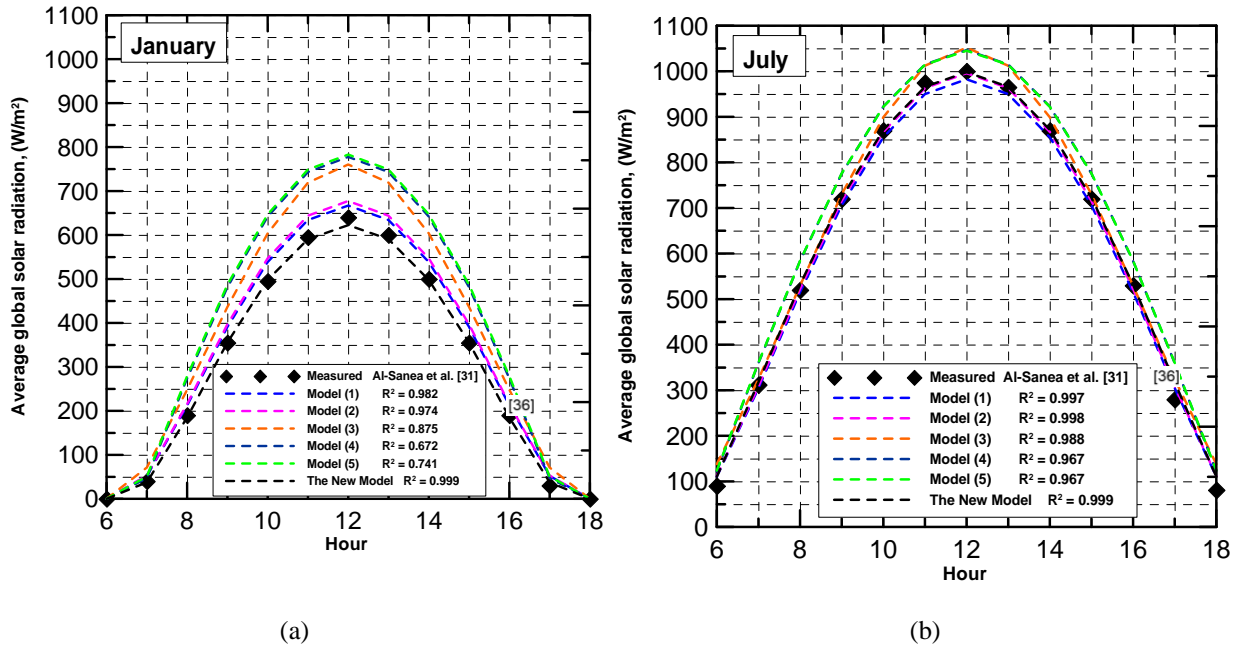 January
Average global solar radiation, (W/m²)
1100
1000
900
800
700
600
500
400
300
200
100
0
[36]
Measured Al-Sanea et al. [31]
Model (1) R² = 0.982
Model (2) R² = 0.974
Model (3) R² = 0.875
Model (4) R² = 0.672
Model (5) R² = 0.741
The New Model R² = 0.999
6 8 10 12 14 16 18
Hour
(a)
July
Average global solar radiation, (W/m²)
1100
1000
900
800
700
600
500
400
300
200
100
0
[36]
Measured Al-Sanea et al. [31]
Model (1) R² = 0.997
Model (2) R² = 0.998
Model (3) R² = 0.988
Model (4) R² = 0.967
Model (5) R² = 0.967
The New Model R² = 0.999
6 8 10 12 14 16 18
Hour
(b)